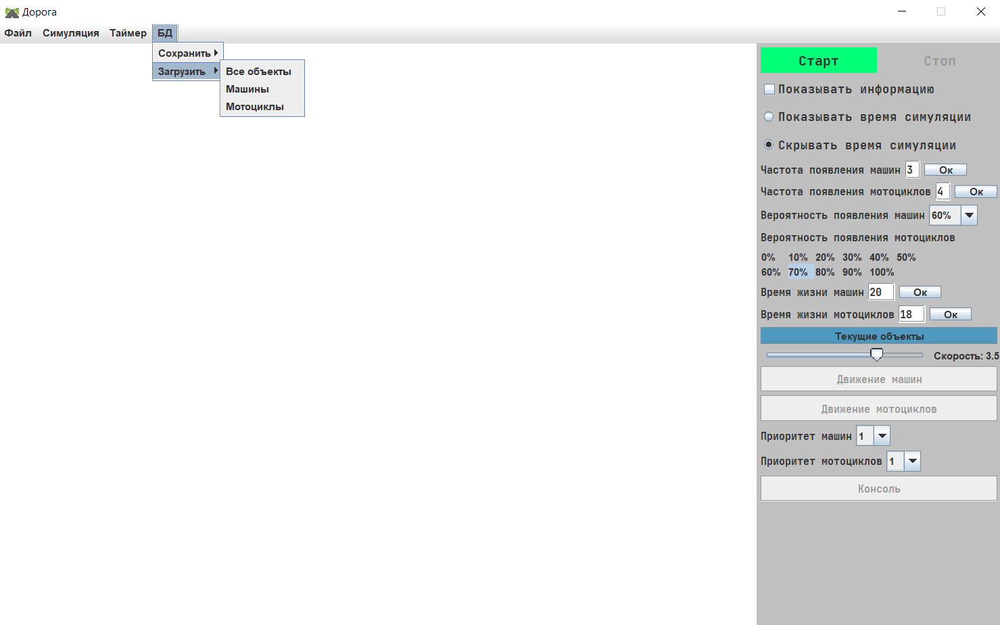 Дорога
Файл Симуляция Таймер БД
Сохранить
Загрузить
Все объекты
Машины
Мотоциклы
Старт Стоп
Показывать информацию
Показывать время симуляции
Скрывать время симуляции
Частота появления машин 3 Ок
Частота появления мотоциклов 4 Ок
Вероятность появления машин 60%
Вероятность появления мотоциклов
0% 10% 20% 30% 40% 50%
60% 70% 80% 90% 100%
Время жизни машин 20 Ок
Время жизни мотоциклов 18 Ок
Текущие объекты
Скорость: 3.5
Движение машин
Движение мотоциклов
Приоритет машин 1
Приоритет мотоциклов 1
Консоль